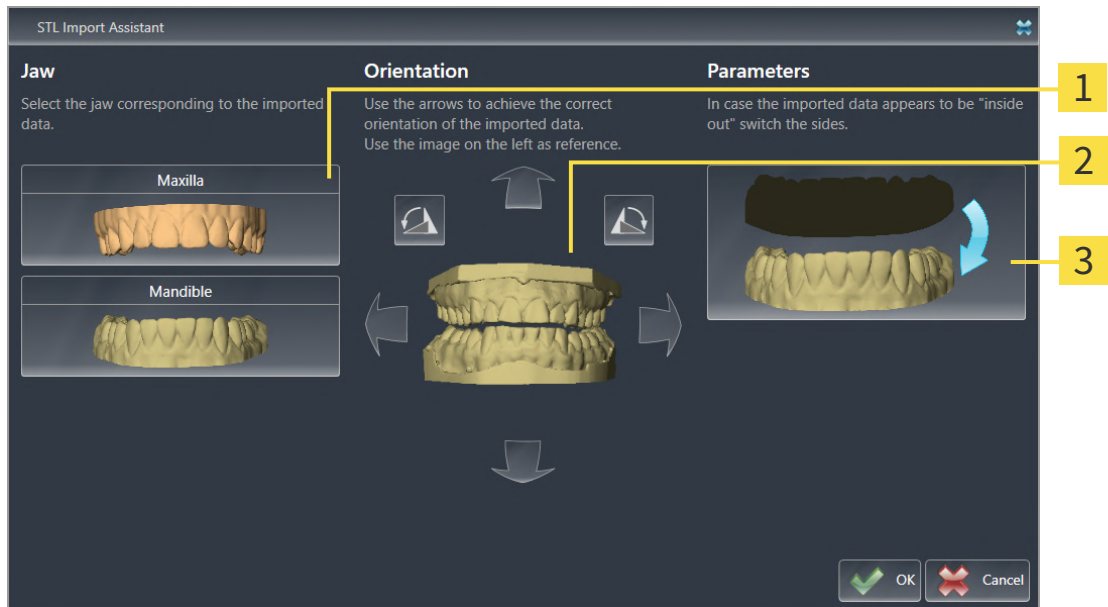 STL Import Assistant
Jaw
Select the jaw corresponding to the imported
data.
Maxilla
Mandible
Orientation
Use the arrows to achieve the correct
orientation of the imported data.
Use the image on the left as reference.
Parameters
In case the imported data appears to be "inside
out" switch the sides.
1
2
3
OK
Cancel